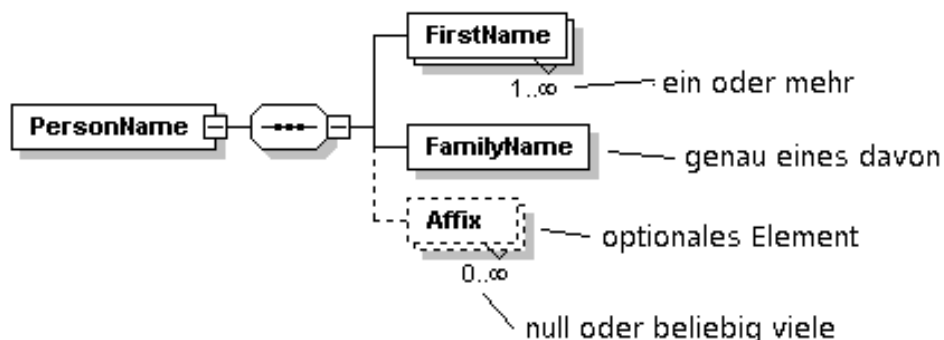 FirstName
1..∞
ein oder mehr
PersonName
FamilyName
genau eines davon
Affix
optionales Element
0..∞
null oder beliebig viele